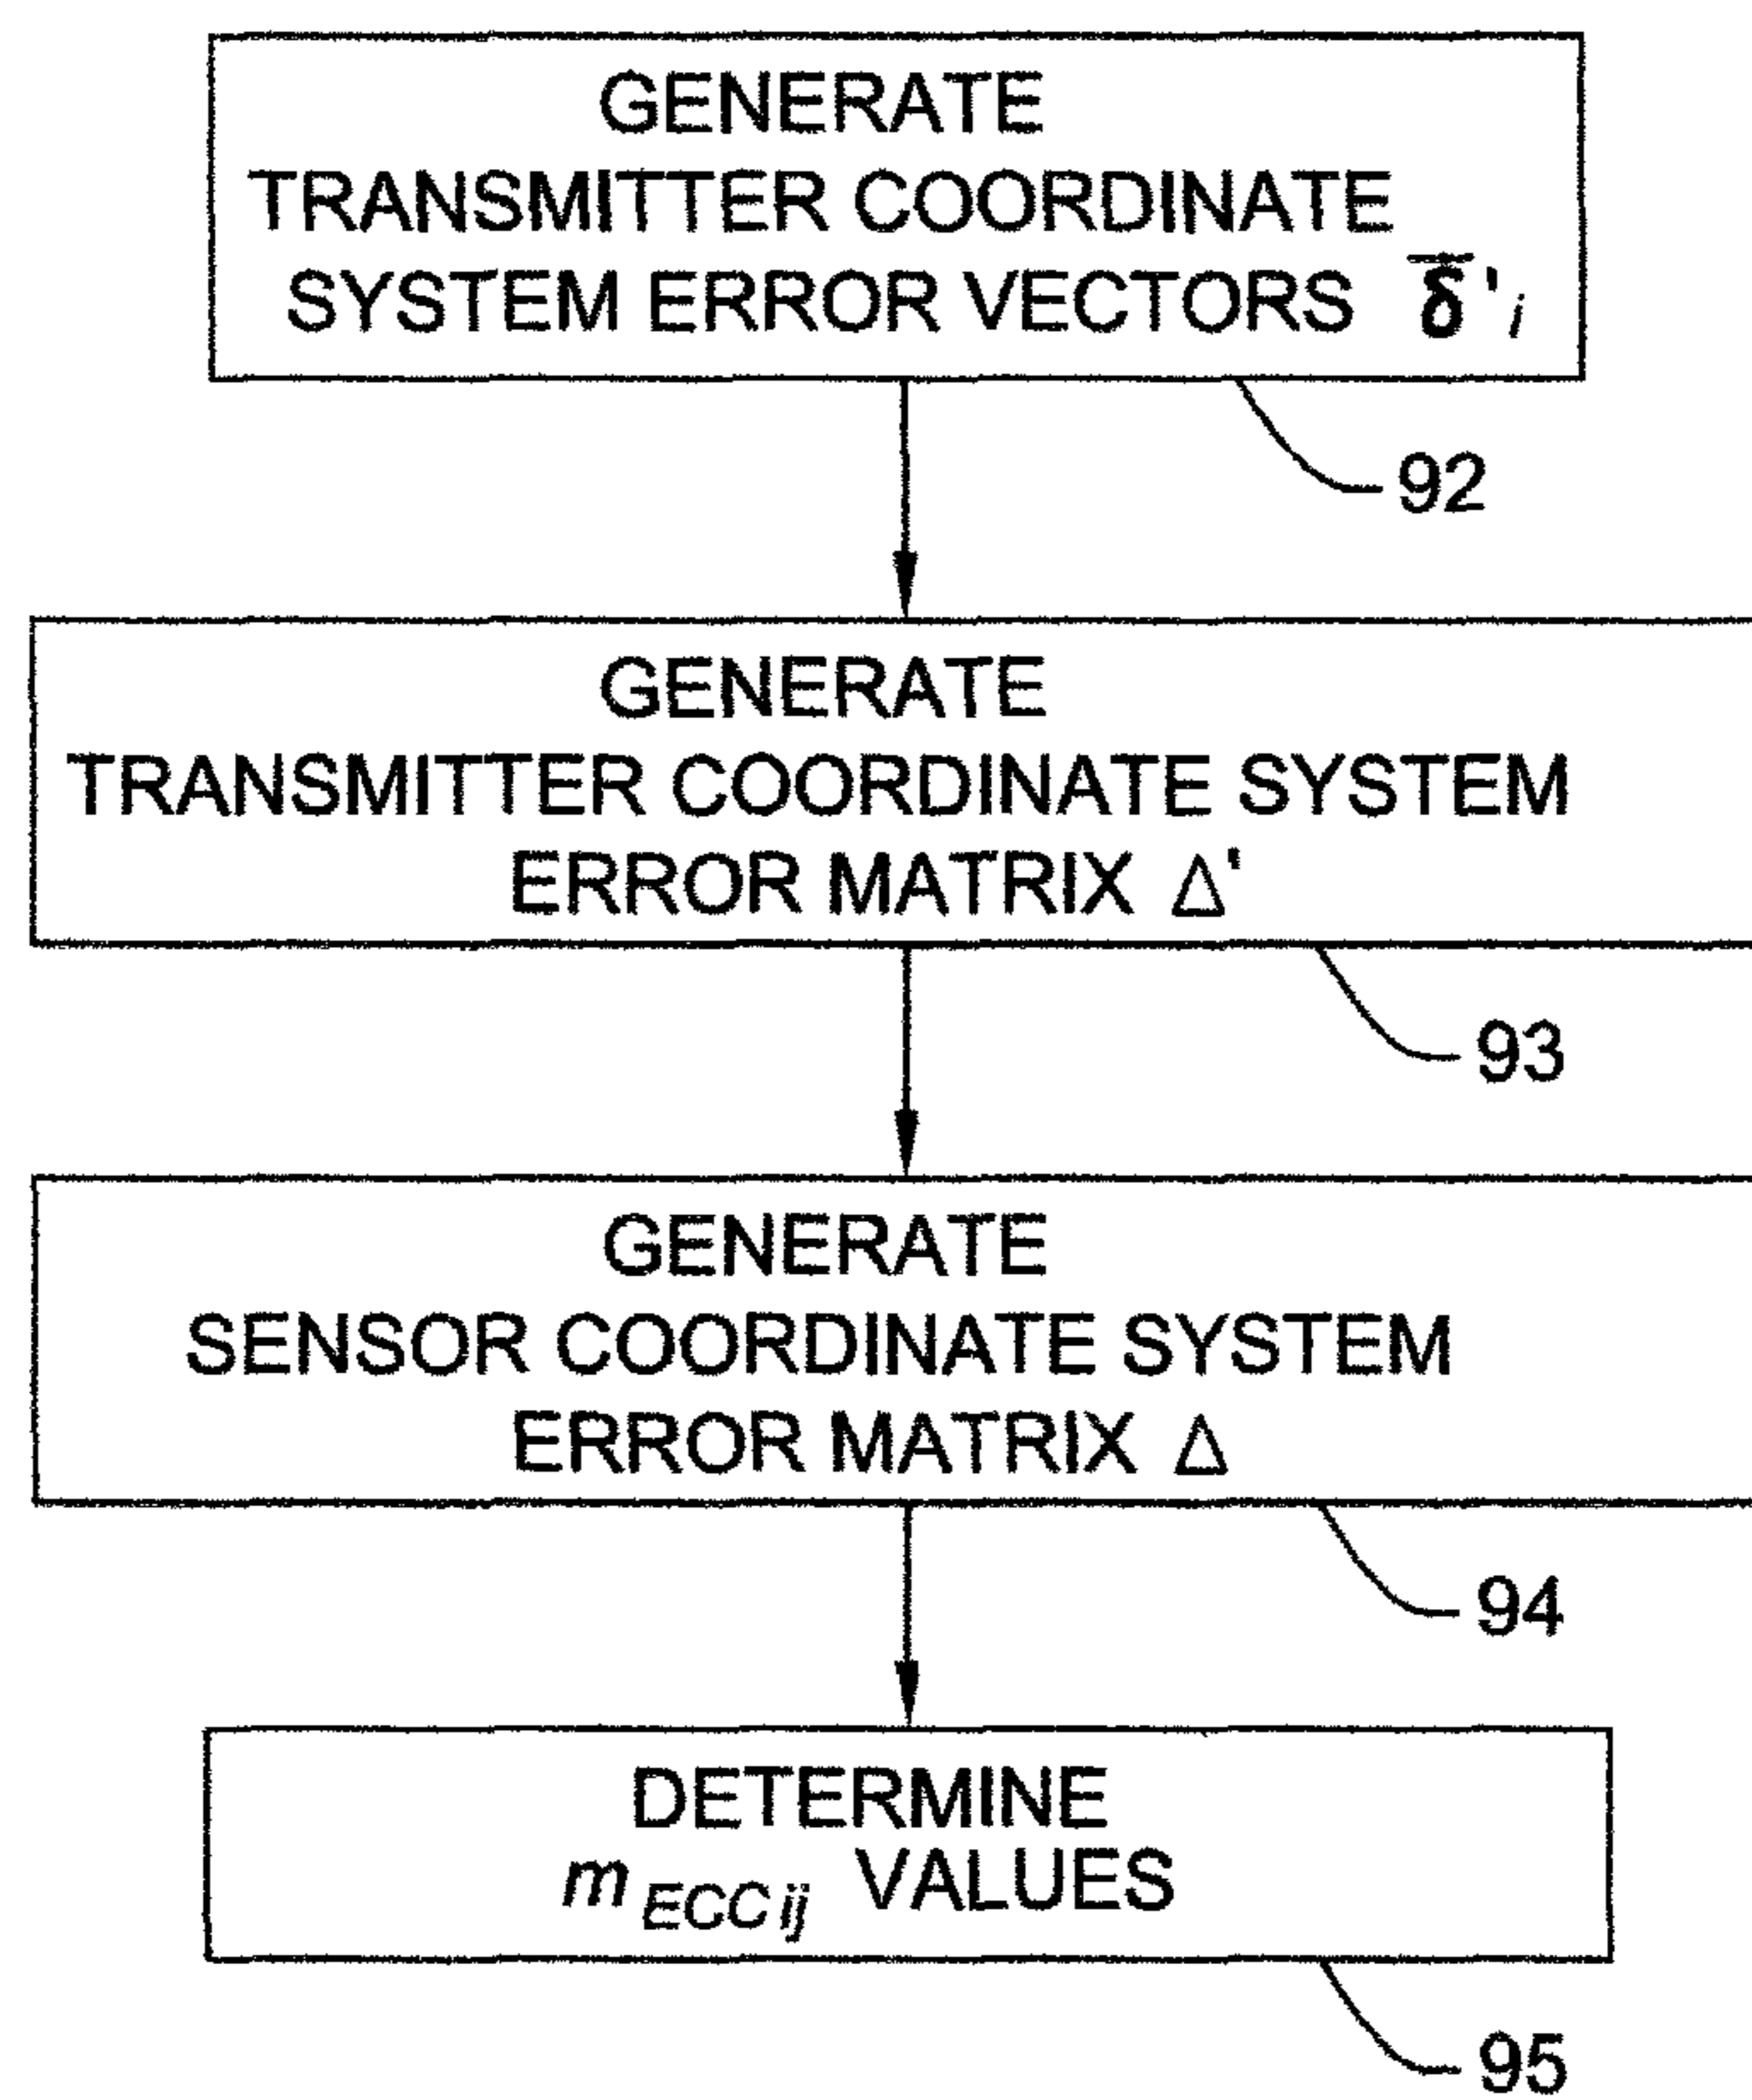 GENERATE
TRANSMITTER COORDINATE
SYSTEM ERROR VECTORS δ̅'ᵢ
92
GENERATE
TRANSMITTER COORDINATE SYSTEM
ERROR MATRIX Δ'
93
GENERATE
SENSOR COORDINATE SYSTEM
ERROR MATRIX Δ
94
DETERMINE
m_ECCij VALUES
95